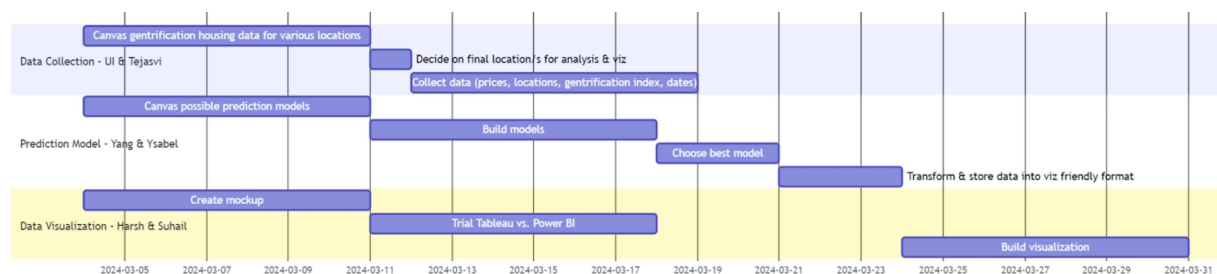 Canvas gentrification housing data for various locations
Decide on final location/s for analysis & viz
Data Collection - UI & Tejasvi
Collect data (prices, locations, gentrification index, dates)
Canvas possible prediction models
Build models
Prediction Model - Yang & Ysabel
Choose best model
Transform & store data into viz friendly format
Create mockup
Trial Tableau vs. Power BI
Data Visualization - Harsh & Suhail
Build visualization
2024-03-05 2024-03-07 2024-03-09 2024-03-11 2024-03-13 2024-03-15 2024-03-17 2024-03-19 2024-03-21 2024-03-23 2024-03-25 2024-03-27 2024-03-29 2024-03-31